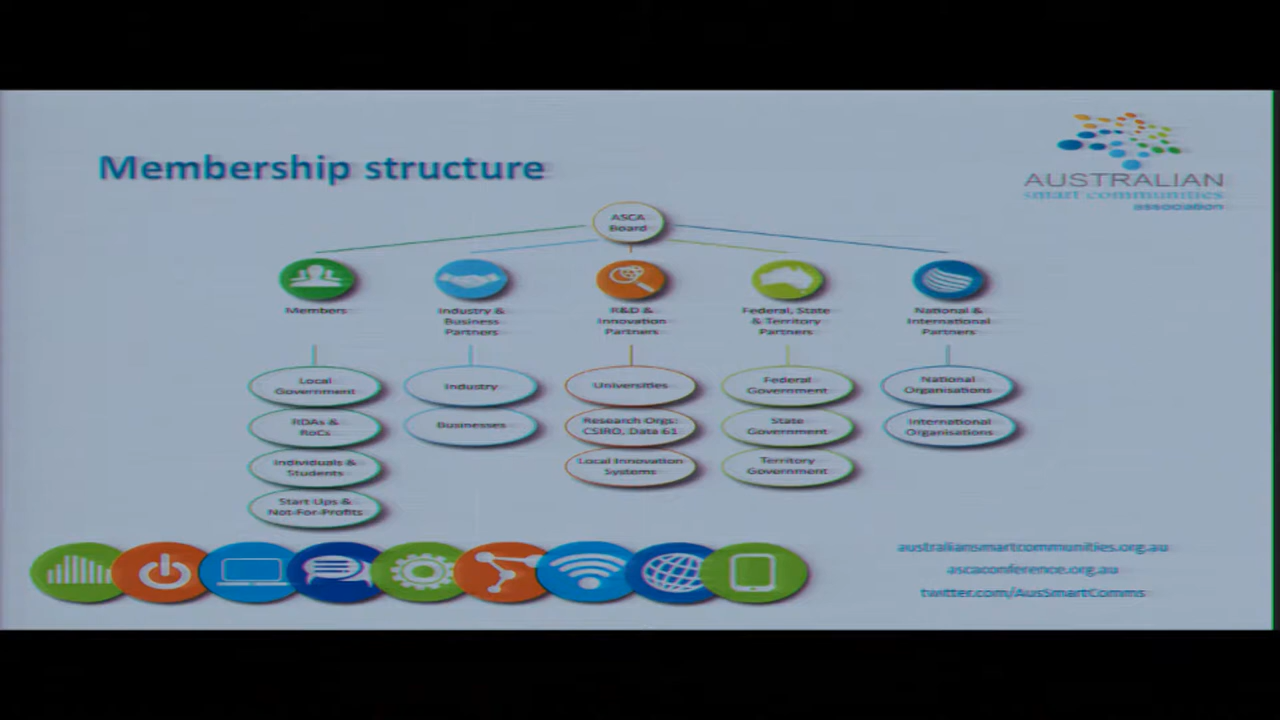 Membership structure
AUSTRALIAN
smart communities
association
ASCA
Board
Members
Industry &
Business
Partners
R&D &
Innovation
Partners
Federal, State
& Territory
Partners
National &
International
Partners
Local
Government
RDAs &
RoCs
Individuals &
Students
Start Ups &
Not-For-Profits
Industry
Businesses
Universities
Research Orgs:
CSIRO, Data 61
Local Innovation
Systems
Federal
Government
State
Government
Territory
Government
National
Organisations
International
Organisations
australiansmartcommunities.org.au
ascaconference.org.au
twitter.com/AusSmartComms